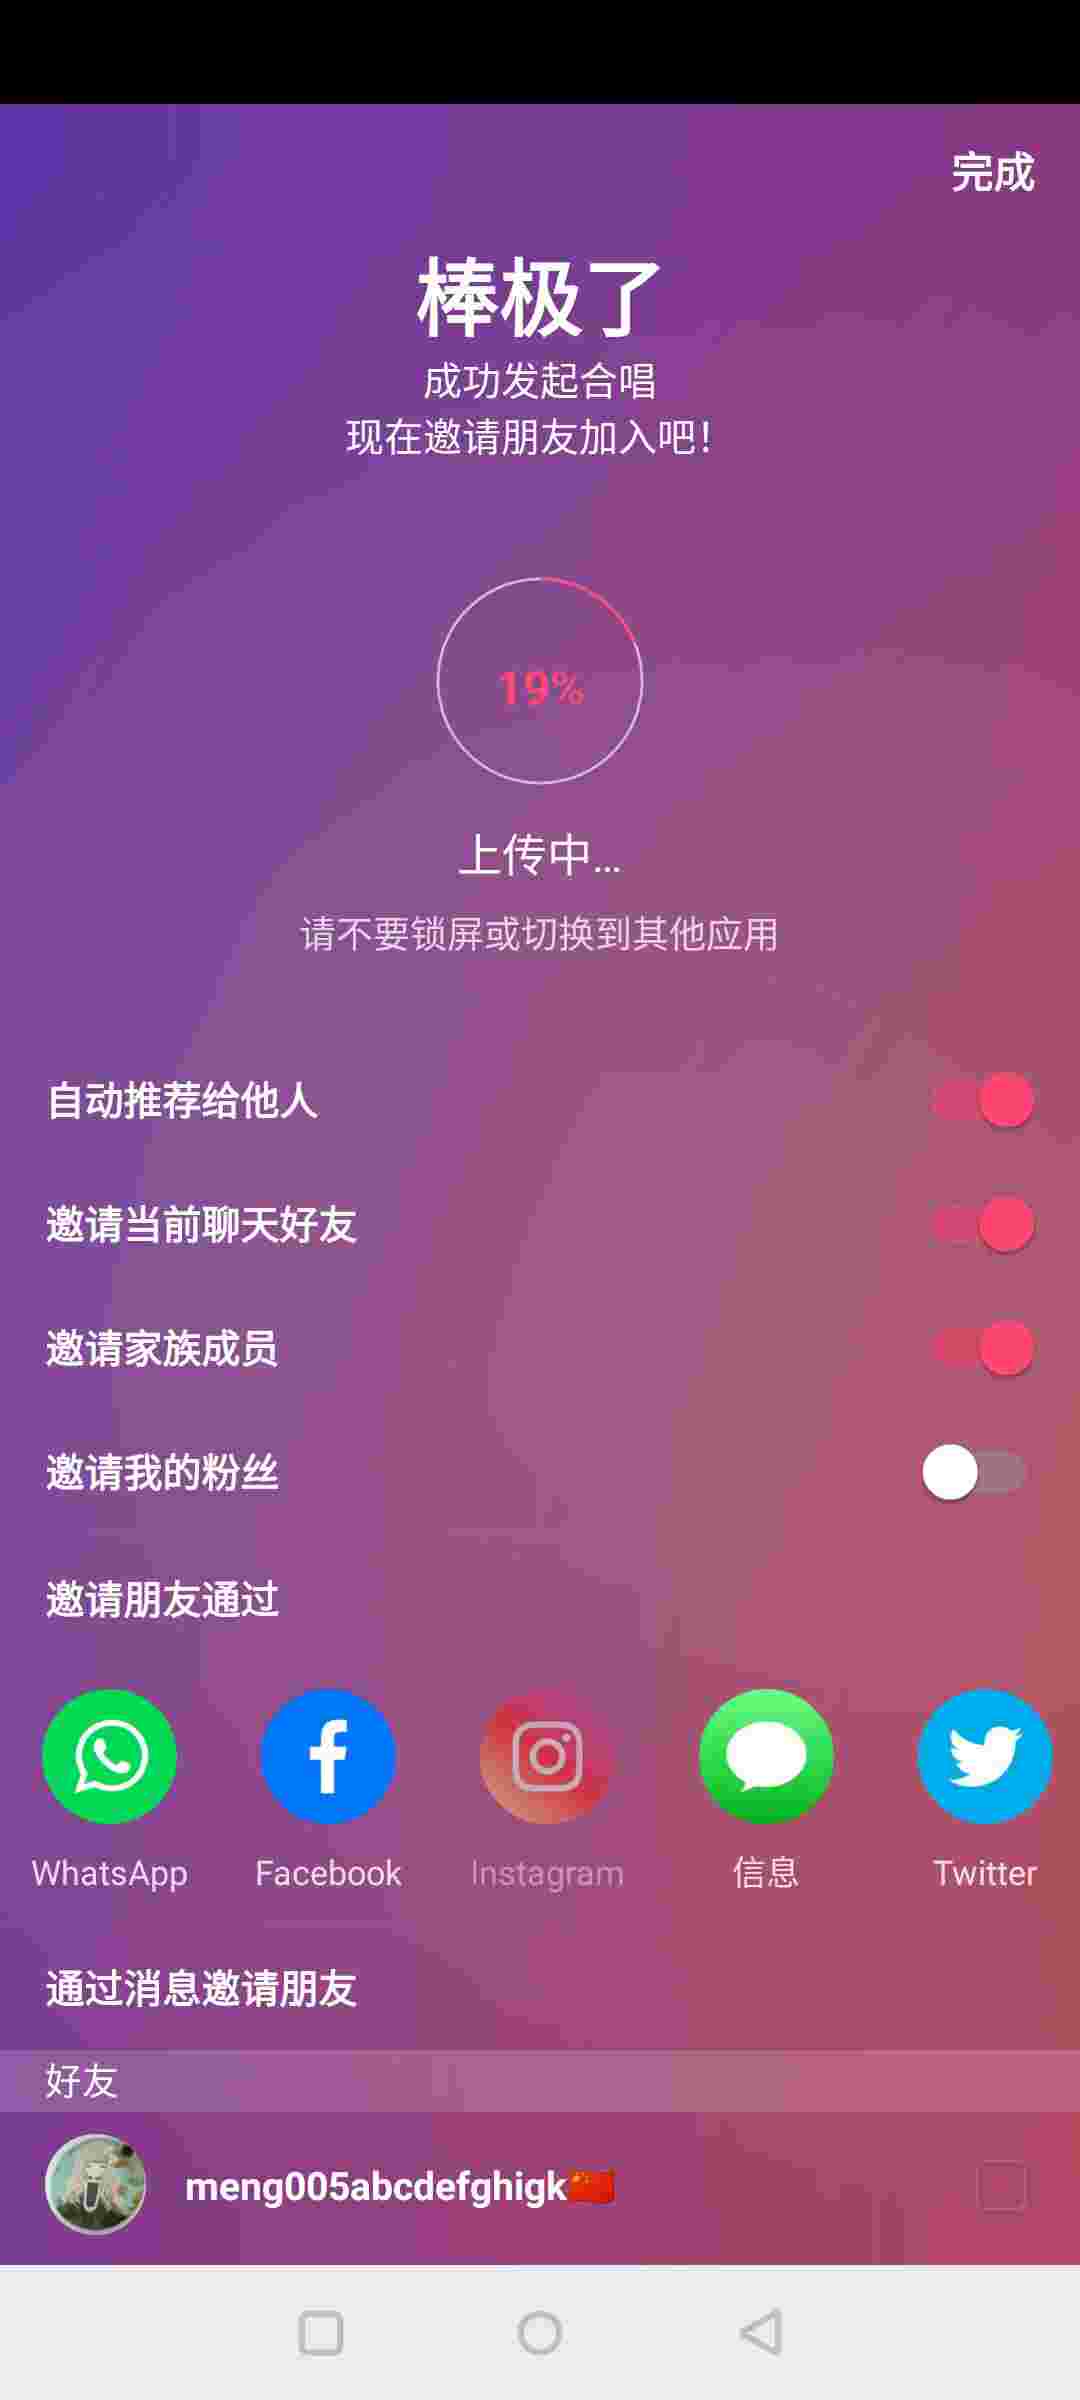 完成
棒极了
成功发起合唱
现在邀请朋友加入吧!
19%
上传中...
请不要锁屏或切换到其他应用
自动推荐给他人
邀请当前聊天好友
邀请家族成员
邀请我的粉丝
邀请朋友通过
WhatsApp
Facebook
Instagram
信息
Twitter
通过消息邀请朋友
好友
meng005abcdefghigk🇨🇳